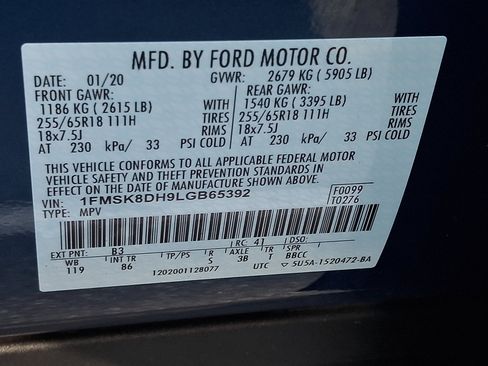 MFD. BY FORD MOTOR CO.
DATE: 01/20 GVWR: 2679 KG (5905 LB)
FRONT GAWR: REAR GAWR:
1186 KG (2615 LB) 1540 KG (3395 LB)
255/65R18 111H TIRES 255/65R18 111H TIRES
18x7.5J RIMS 18x7.5J RIMS
AT 230 kPa/ 33 PSI COLD AT 230 kPa/ 33 PSI COLD
THIS VEHICLE CONFORMS TO ALL APPLICABLE FEDERAL MOTOR
VEHICLE SAFETY AND THEFT PREVENTION STANDARDS
IN EFFECT ON THE DATE OF MANUFACTURE SHOWN ABOVE.
VIN: 1FMSK8DH9LGB65392 F0099
TYPE: MPV T0276
EXT PNT: B3 RC: 41 DSO:
WB INT TR TP/PS R AXLE TR SPR
119 86 S 3B T BBCC
1202001128077 UTC ▽ 5U5A-1520472-BA